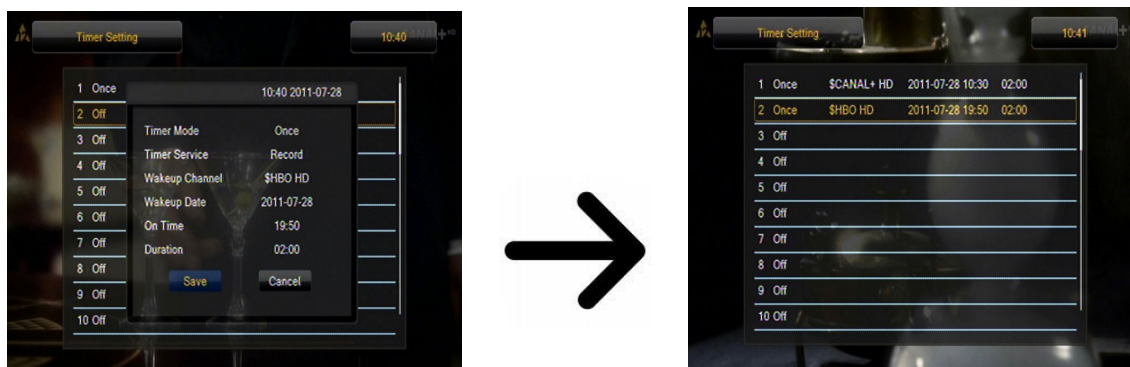 Timer Setting
10:40
1 Once
2 Off
3 Off
4 Off
5 Off
6 Off
7 Off
8 Off
9 Off
10 Off
10:40 2011-07-28
Timer Mode Once
Timer Service Record
Wakeup Channel $HBO HD
Wakeup Date 2011-07-28
On Time 19:50
Duration 02:00
Save Cancel
Timer Setting
10:41
1 Once $CANAL+ HD 2011-07-28 10:30 02:00
2 Once $HBO HD 2011-07-28 19:50 02:00
3 Off
4 Off
5 Off
6 Off
7 Off
8 Off
9 Off
10 Off